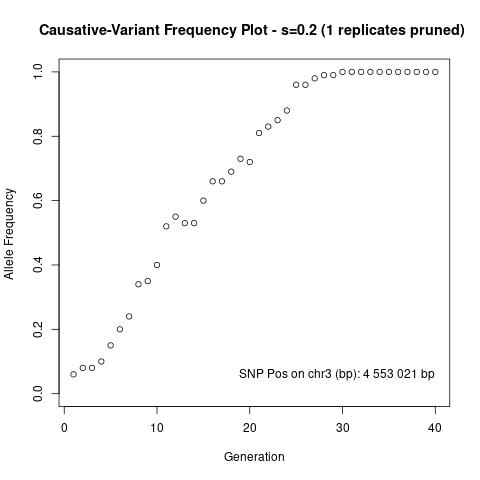 Causative-Variant Frequency Plot - s=0.2 (1 replicates pruned)
1.0
0.8
0.6
0.4
0.2
0.0
Allele Frequency
SNP Pos on chr3 (bp): 4 553 021 bp
0 10 20 30 40
Generation